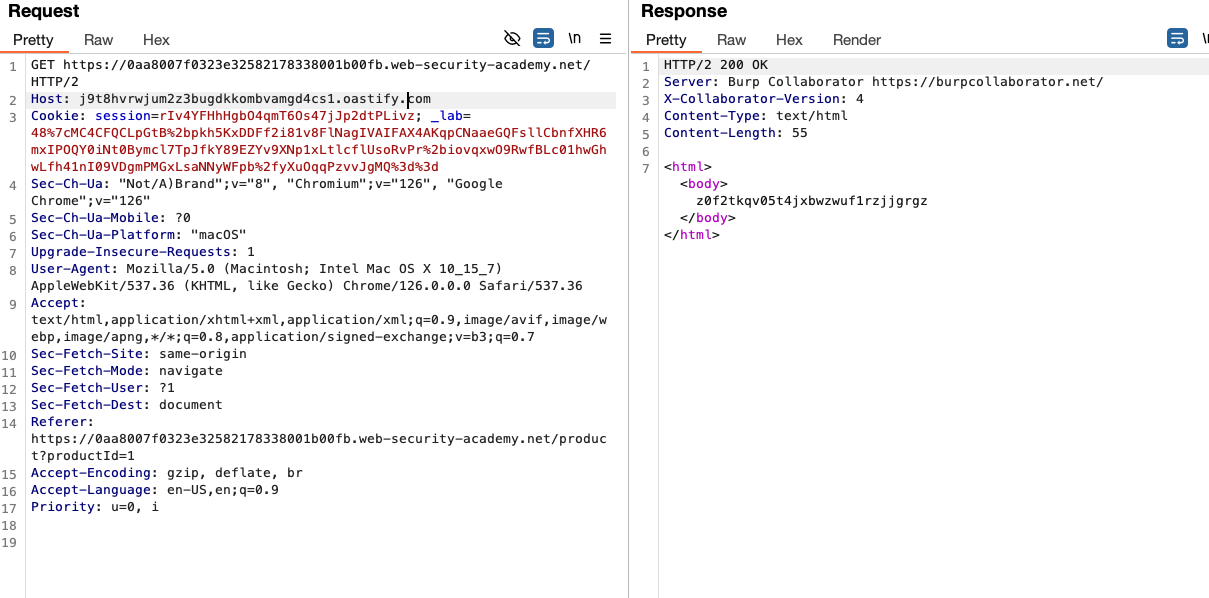 Request
Pretty Raw Hex
\n
1 GET https://0aa8007f0323e32582178338001b00fb.web-security-academy.net/
HTTP/2
2 Host: j9t8hvrwjum2z3bugdkkombvamgd4cs1.oastify.com
3 Cookie: session=rIv4YFHhHgbO4qmT6Os47jJp2dtPLivz; _lab=
48%7cMC4CFQCLpGtB%2bpkh5KxDDFf2i81v8FlNagIVAIFAX4AKqpCNaaeGQFsllCbnfXHR6
mxIPOQY0iNt0Bymcl7TpJfkY89EZYv9XNp1xLtlcflUsoRvPr%2biovqxwO9RwfBLc01hwGh
wLfh41nI09VDgmPMGxLsaNNyWFpb%2fyXuOqqPzvvJgMQ%3d%3d
4 Sec-Ch-Ua: "Not/A)Brand";v="8", "Chromium";v="126", "Google
Chrome";v="126"
5 Sec-Ch-Ua-Mobile: ?0
6 Sec-Ch-Ua-Platform: "macOS"
7 Upgrade-Insecure-Requests: 1
8 User-Agent: Mozilla/5.0 (Macintosh; Intel Mac OS X 10_15_7)
AppleWebKit/537.36 (KHTML, like Gecko) Chrome/126.0.0.0 Safari/537.36
9 Accept:
text/html,application/xhtml+xml,application/xml;q=0.9,image/avif,image/w
ebp,image/apng,*/*;q=0.8,application/signed-exchange;v=b3;q=0.7
10 Sec-Fetch-Site: same-origin
11 Sec-Fetch-Mode: navigate
12 Sec-Fetch-User: ?1
13 Sec-Fetch-Dest: document
14 Referer:
https://0aa8007f0323e32582178338001b00fb.web-security-academy.net/produc
t?productId=1
15 Accept-Encoding: gzip, deflate, br
16 Accept-Language: en-US,en;q=0.9
17 Priority: u=0, i
18
19
Response
Pretty Raw Hex Render
1 HTTP/2 200 OK
2 Server: Burp Collaborator https://burpcollaborator.net/
3 X-Collaborator-Version: 4
4 Content-Type: text/html
5 Content-Length: 55
6
7 <html>
<body>
z0f2tkqv05t4jxbwzwuf1rzjjgrgz
</body>
</html>